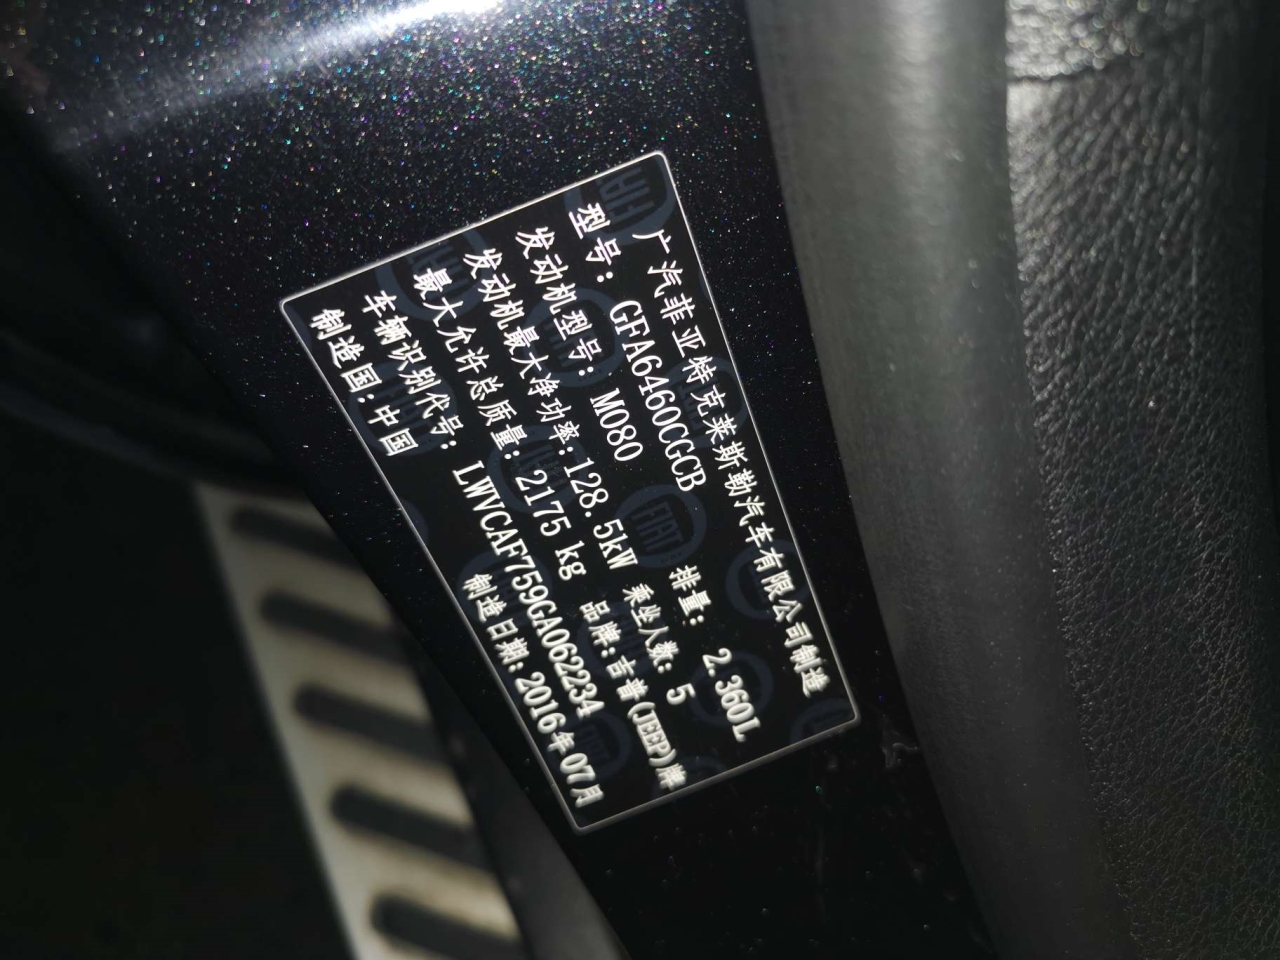 广汽菲亚特克莱斯勒汽车有限公司制造
型号: GFA6460CGCB 排量: 2.360L
发动机型号: M080 乘坐人数: 5
发动机最大净功率:128.5kW 品牌:吉普(JEEP)牌
最大允许总质量: 2175 kg
车辆识别代号: LWVCAF759GA062234
制造国:中国 制造日期:2016年07月